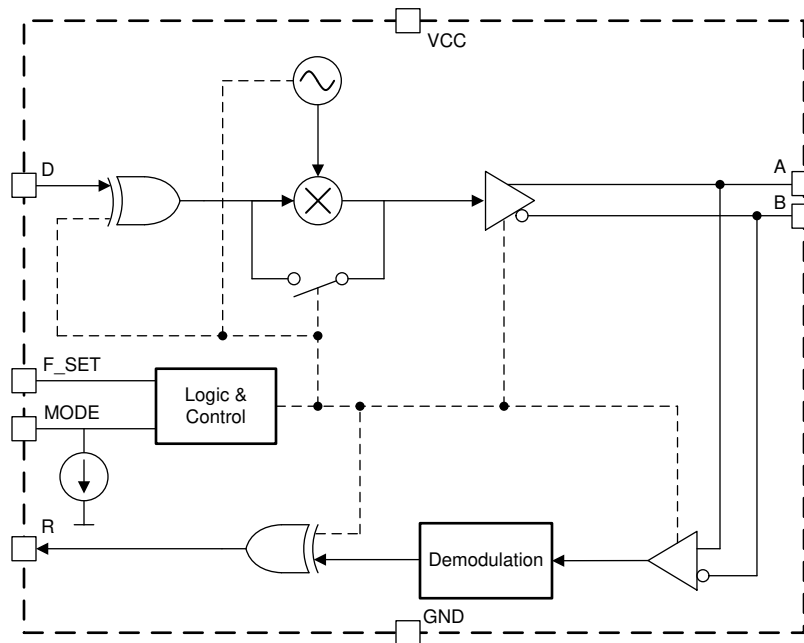 VCC
D
A
B
F_SET
Logic &
Control
MODE
R
Demodulation
GND